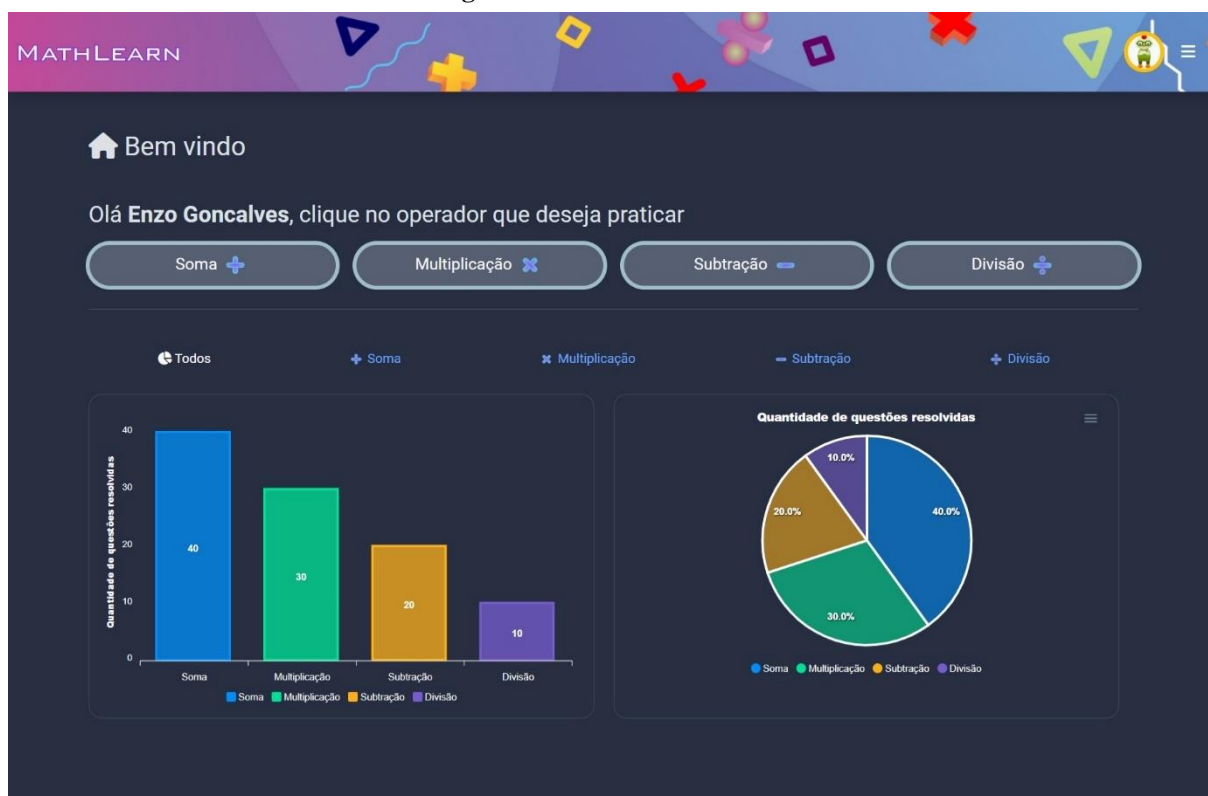 MATHLEARN
Bem vindo
Olá Enzo Goncalves, clique no operador que deseja praticar
Soma Multiplicação Subtração Divisão
Todos Soma Multiplicação Subtração Divisão
Quantidade de questões resolvidas
40
30
20
10
0
40
30
20
10
Soma Multiplicação Subtração Divisão
Soma Multiplicação Subtração Divisão
Quantidade de questões resolvidas
10.0%
20.0%
40.0%
30.0%
Soma Multiplicação Subtração Divisão